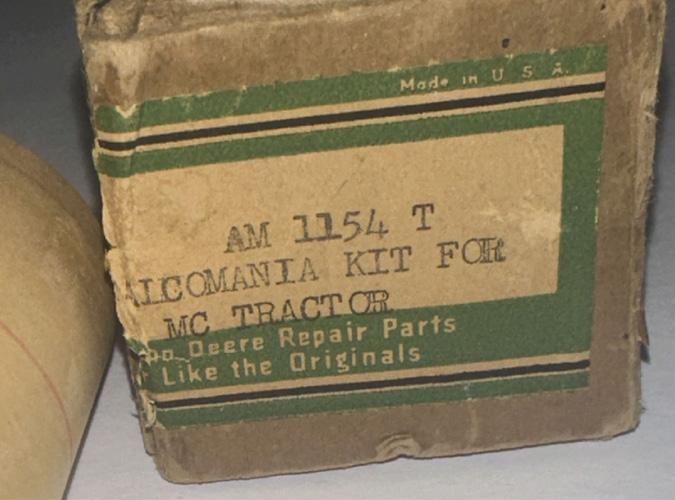 Made in U S A.
AM 1154 T
ALCOMANIA KIT FOR
MC TRACTOR
Deere Repair Parts
Like the Originals